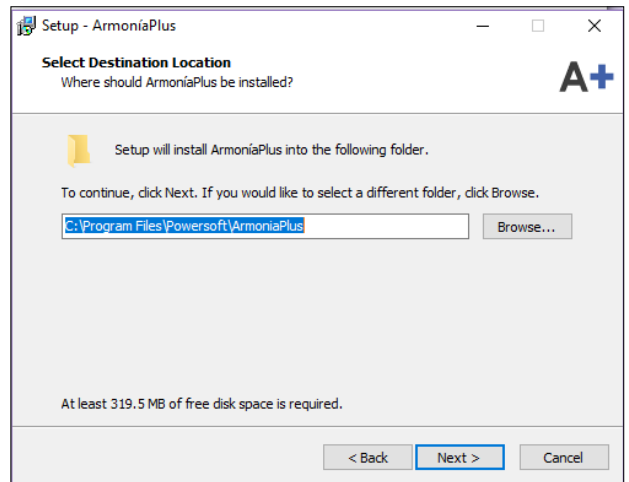 Setup - ArmoníaPlus
Select Destination Location
Where should ArmoníaPlus be installed?
A+
Setup will install ArmoníaPlus into the following folder.
To continue, click Next. If you would like to select a different folder, click Browse.
C:\Program Files\Powersoft\ArmoniaPlus
Browse...
At least 319.5 MB of free disk space is required.
< Back
Next >
Cancel